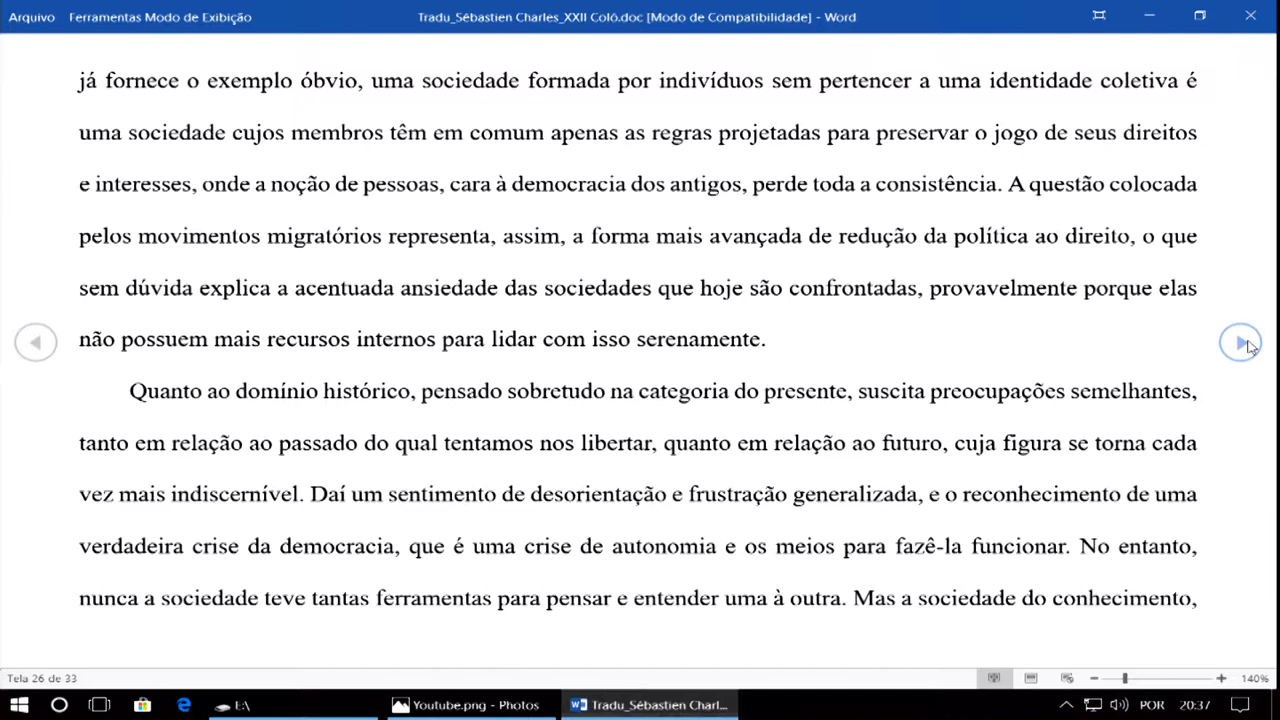 Arquivo Ferramentas Modo de Exibição Tradu_Sébastien Charles_XXII Coló.doc [Modo de Compatibilidade] - Word
já fornece o exemplo óbvio, uma sociedade formada por indivíduos sem pertencer a uma identidade coletiva é
uma sociedade cujos membros têm em comum apenas as regras projetadas para preservar o jogo de seus direitos
e interesses, onde a noção de pessoas, cara à democracia dos antigos, perde toda a consistência. A questão colocada
pelos movimentos migratórios representa, assim, a forma mais avançada de redução da política ao direito, o que
sem dúvida explica a acentuada ansiedade das sociedades que hoje são confrontadas, provavelmente porque elas
não possuem mais recursos internos para lidar com isso serenamente.
Quanto ao domínio histórico, pensado sobretudo na categoria do presente, suscita preocupações semelhantes,
tanto em relação ao passado do qual tentamos nos libertar, quanto em relação ao futuro, cuja figura se torna cada
vez mais indiscernível. Daí um sentimento de desorientação e frustração generalizada, e o reconhecimento de uma
verdadeira crise da democracia, que é uma crise de autonomia e os meios para fazê-la funcionar. No entanto,
nunca a sociedade teve tantas ferramentas para pensar e entender uma à outra. Mas a sociedade do conhecimento,
Tela 26 de 33 140%
E:\ Youtube.png - Photos Tradu_Sébastien Charl... POR 20:37